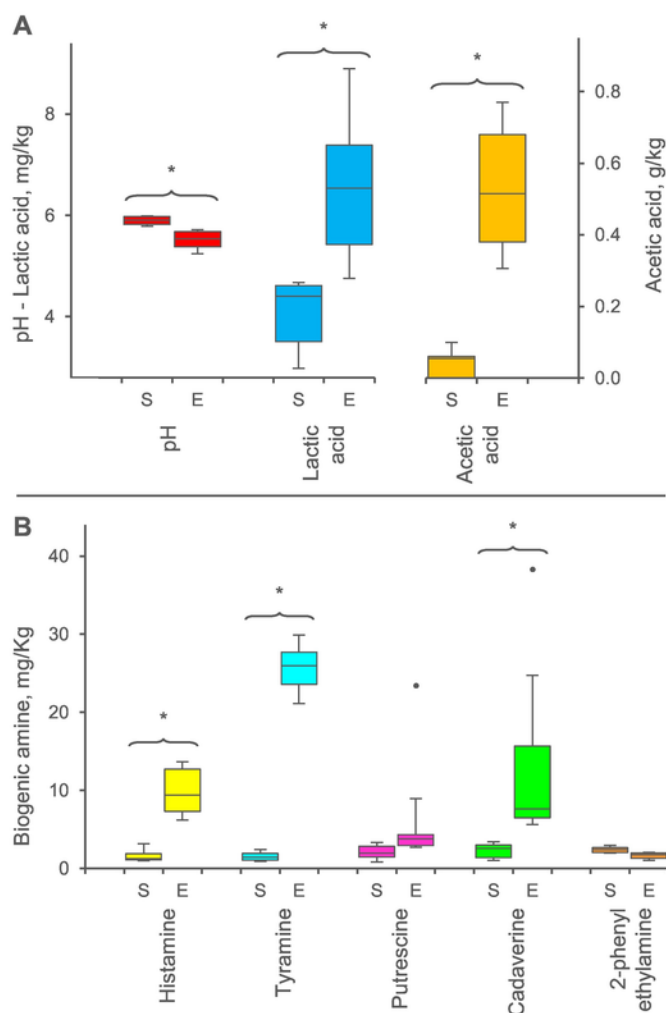 A
*
*
*
8
6
4
pH - Lactic acid, mg/kg
0.8
0.6
0.4
0.2
0.0
Acetic acid, g/kg
S E S E S E
pH
Lactic
acid
Acetic
acid
B
*
*
*
40
30
20
10
0
Biogenic amine, mg/Kg
S E S E S E S E S E
Histamine
Tyramine
Putrescine
Cadaverine
2-phenyl
ethylamine